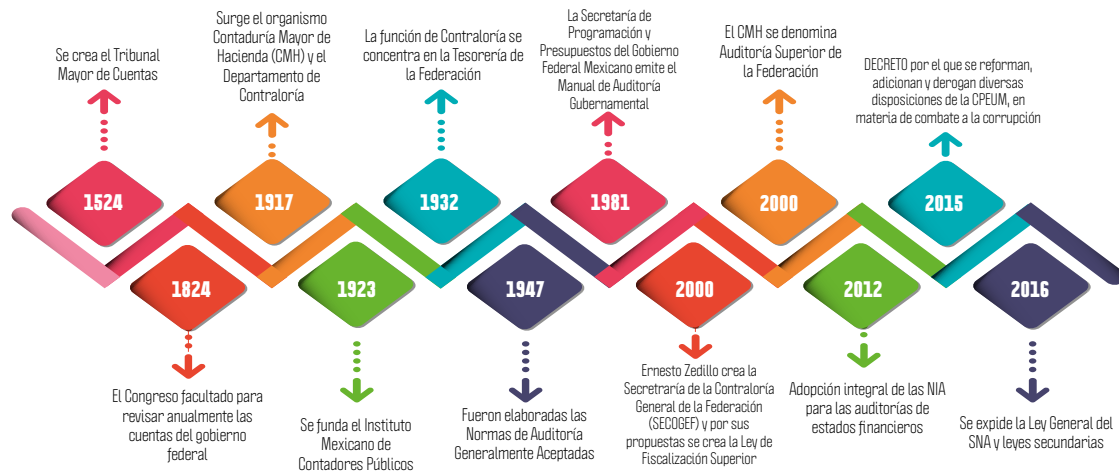 Se crea el Tribunal
Mayor de Cuentas
1524
El Congreso facultado para
revisar anualmente las
cuentas del gobierno
federal
1824
Surge el organismo
Contaduría Mayor de
Hacienda (CMH) y el
Departamento de
Contraloría
1917
Se funda el Instituto
Mexicano de
Contadores Públicos
1923
La función de Contraloría se
concentra en la Tesorería de
la Federación
1932
Fueron elaboradas las
Normas de Auditoría
Generalmente Aceptadas
1947
La Secretaría de
Programación y
Presupuestos del Gobierno
Federal Mexicano emite el
Manual de Auditoría
Gubernamental
1981
Ernesto Zedillo crea la
Secretraría de la Contraloría
General de la Federación
(SECOGEF) y por sus
propuestas se crea la Ley de
Fiscalización Superior
2000
El CMH se denomina
Auditoría Superior de
la Federación
2000
Adopción integral de las NIA
para las auditorías de
estados financieros
2012
DECRETO por el que se reforman,
adicionan y derogan diversas
disposiciones de la CPEUM, en
materia de combate a la corrupción
2015
Se expide la Ley General del
SNA y leyes secundarias
2016